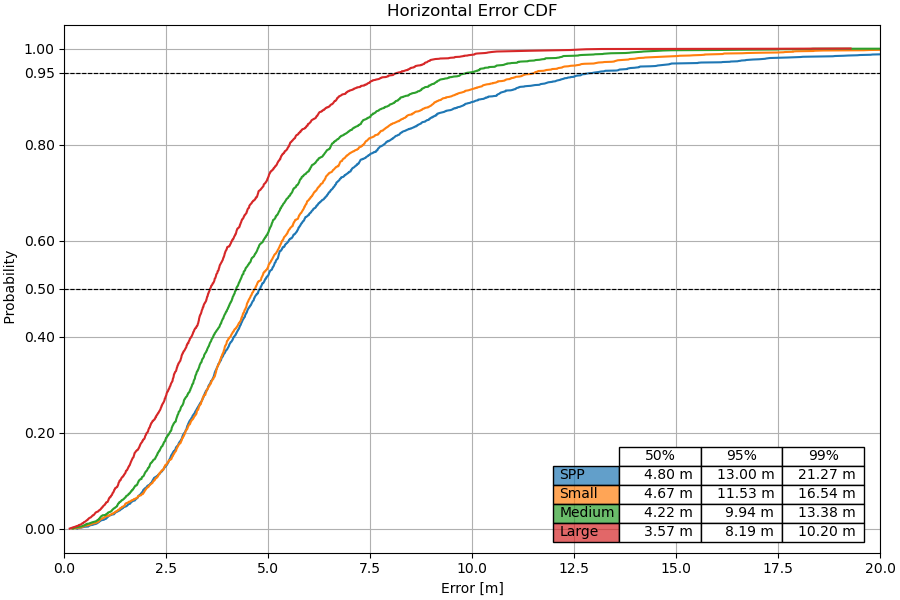 Horizontal Error CDF
1.00
0.95
0.80
0.60
0.50
0.40
0.20
0.00
Probability
50% 95% 99%
SPP 4.80 m 13.00 m 21.27 m
Small 4.67 m 11.53 m 16.54 m
Medium 4.22 m 9.94 m 13.38 m
Large 3.57 m 8.19 m 10.20 m
0.0 2.5 5.0 7.5 10.0 12.5 15.0 17.5 20.0
Error [m]